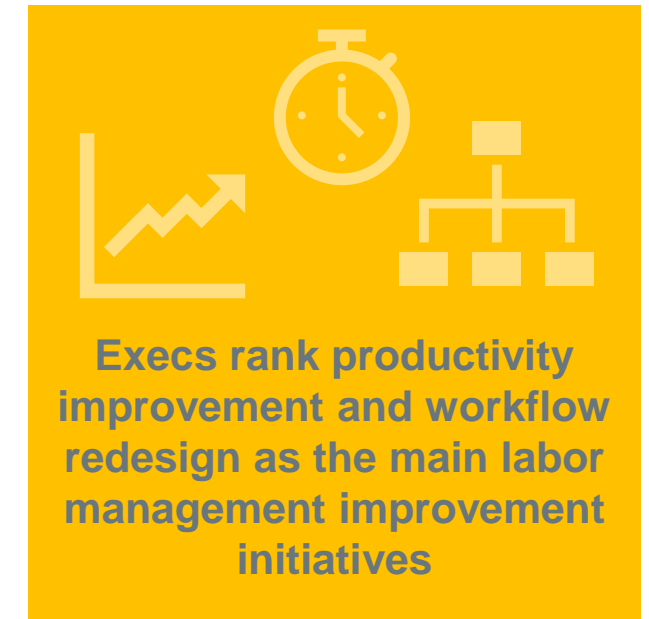 Execs rank productivity
improvement and workflow
redesign as the main labor
management improvement
initiatives